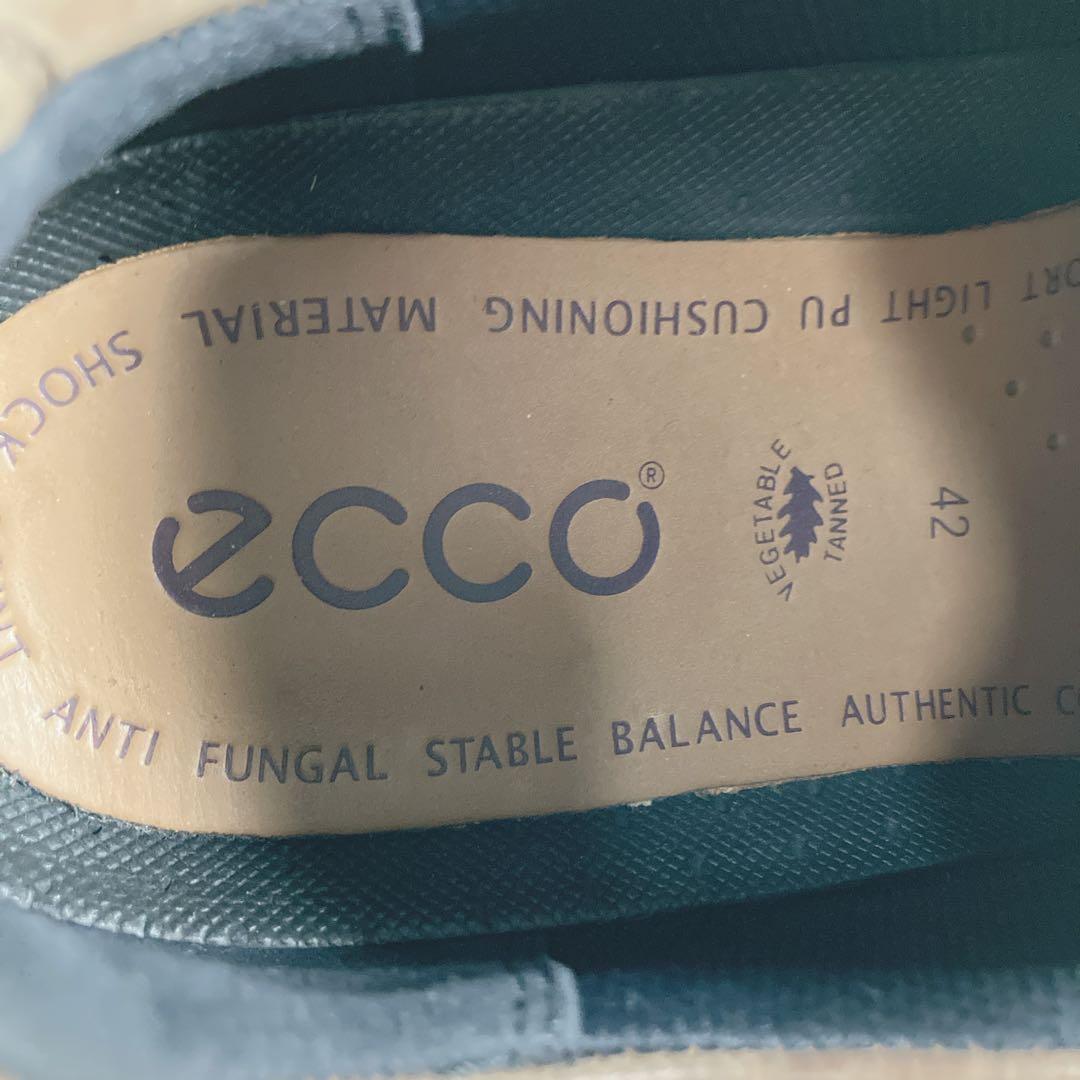 LIGHT PU CUSHIONING MATERIAL SHOCK
ecco®
VEGETABLE
TANNED
42
ANTI FUNGAL STABLE BALANCE AUTHENTIC